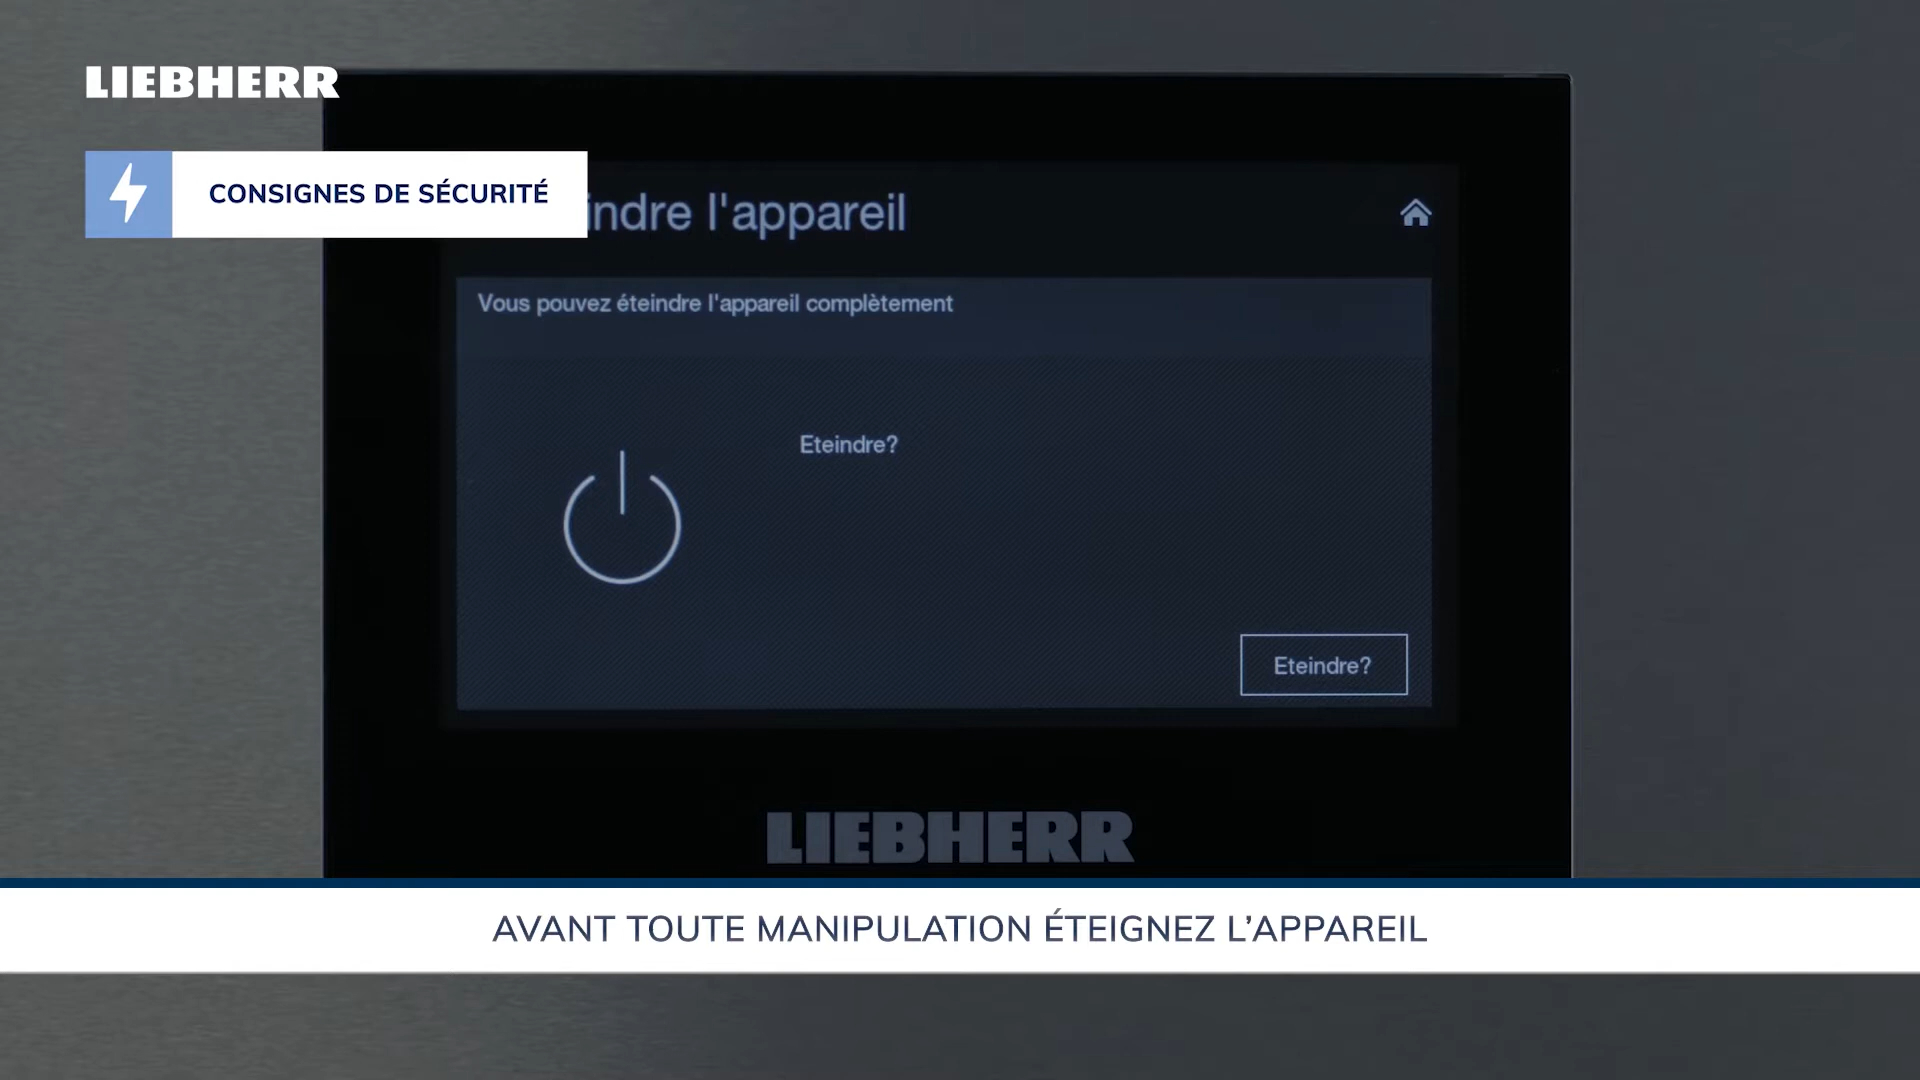 LIEBHERR
CONSIGNES DE SÉCURITÉ
indre l'appareil
Vous pouvez éteindre l'appareil complètement
Eteindre?
Eteindre?
LIEBHERR
AVANT TOUTE MANIPULATION ÉTEIGNEZ L’APPAREIL